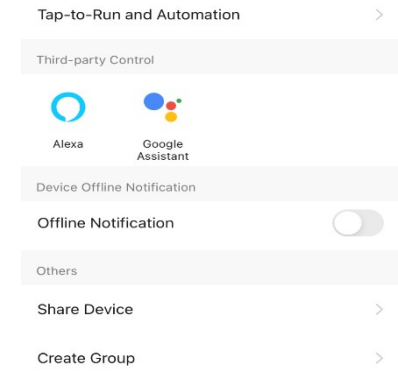 Tap-to-Run and Automation
Third-party Control
Alexa
Google
Assistant
Device Offline Notification
Offline Notification
Others
Share Device
Create Group